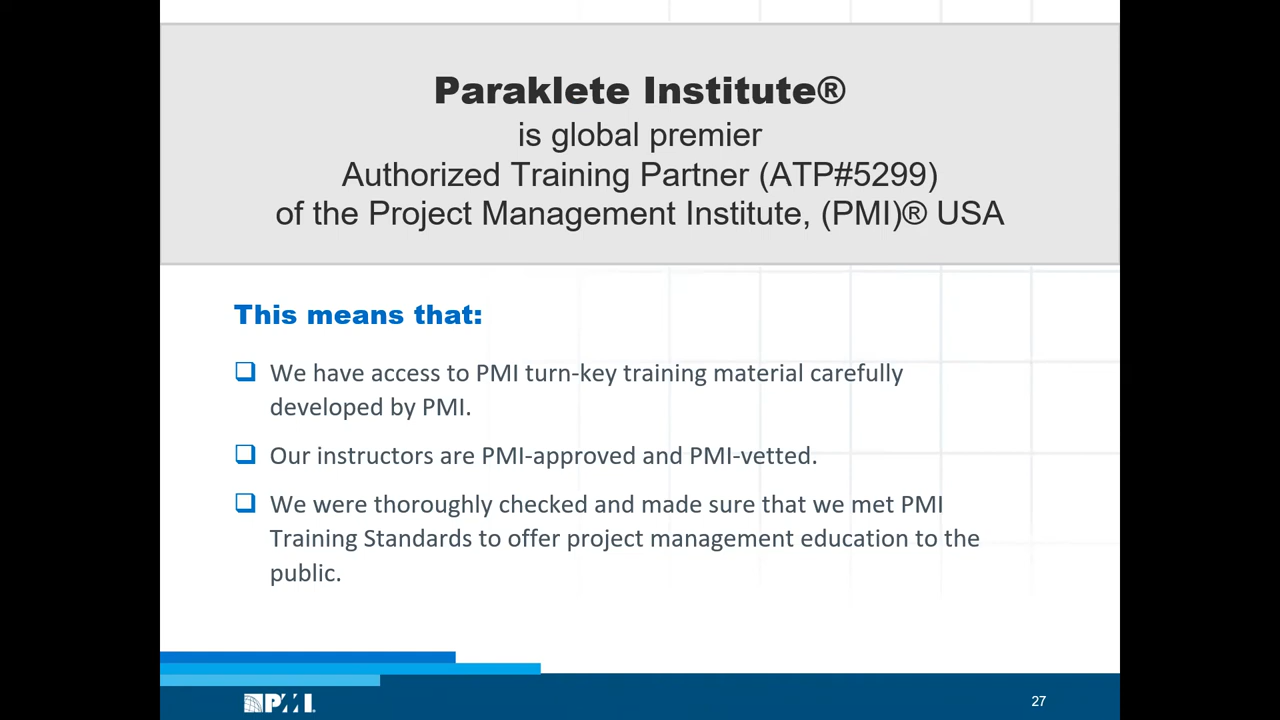 Paraklete Institute®
is global premier
Authorized Training Partner (ATP#5299)
of the Project Management Institute, (PMI)® USA
This means that:
We have access to PMI turn-key training material carefully
developed by PMI.
Our instructors are PMI-approved and PMI-vetted.
We were thoroughly checked and made sure that we met PMI
Training Standards to offer project management education to the
public.
PMI
27